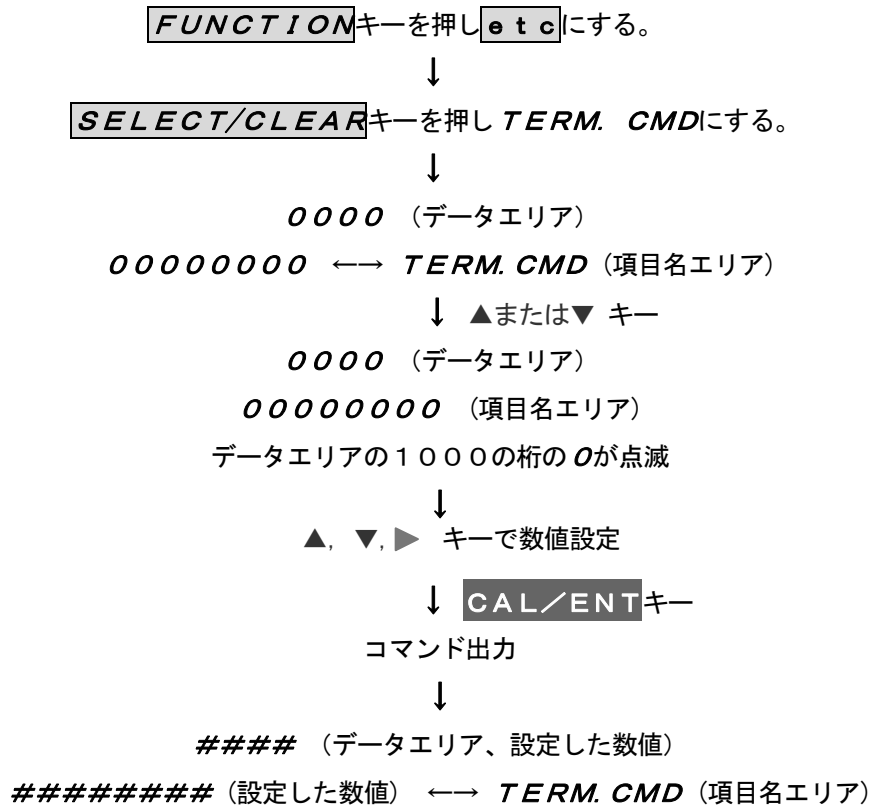 ＦＵＮＣＴＩＯＮキーを押しｅｔｃにする。
↓
ＳＥＬＥＣＴ/ＣＬＥＡＲキーを押しＴＥＲＭ.　ＣＭＤにする。
↓
００００　（データエリア）
００００００００　←→　ＴＥＲＭ.ＣＭＤ（項目名エリア）
↓　▲または▼ キー
００００　（データエリア）
００００００００　（項目名エリア）
データエリアの１０００の桁の０が点滅
↓
▲,　▼,▶　キーで数値設定
↓　ＣＡＬ／ＥＮＴキー
コマンド出力
↓
＃＃＃＃　（データエリア、設定した数値）
＃＃＃＃＃＃＃＃（設定した数値）　←→　ＴＥＲＭ.ＣＭＤ（項目名エリア）